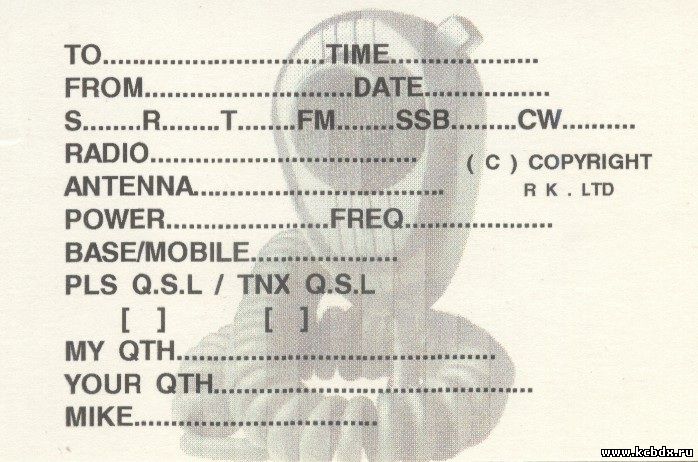 TO..........................TIME..................
FROM.........................DATE...............
S........R........T........FM........SSB.........CW.........
RADIO................................
( C ) COPYRIGHT
ANTENNA..............................
R K . LTD
POWER....................FREQ..................
BASE/MOBILE..................
PLS Q.S.L / TNX Q.S.L
[ ] [ ]
MY QTH......................................
YOUR QTH......................................
MIKE.............................
www.kcbdx.ru